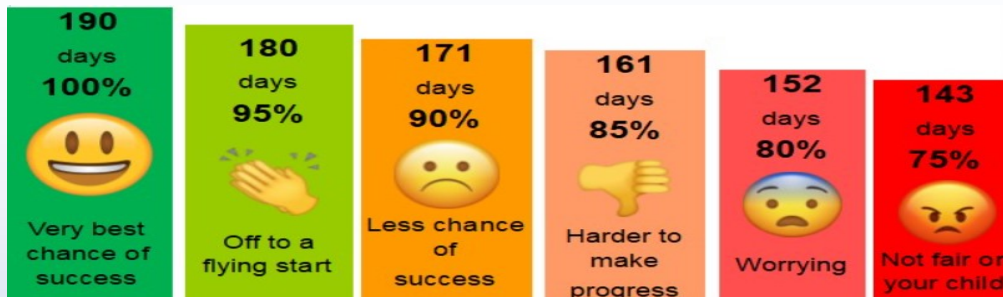 190
days
100%
Very best
chance of
success
180
days
95%
Off to a
flying start
171
days
90%
Less chance
of
success
161
days
85%
Harder to
make
progress
152
days
80%
Worrying
143
days
75%
Not fair on
your child